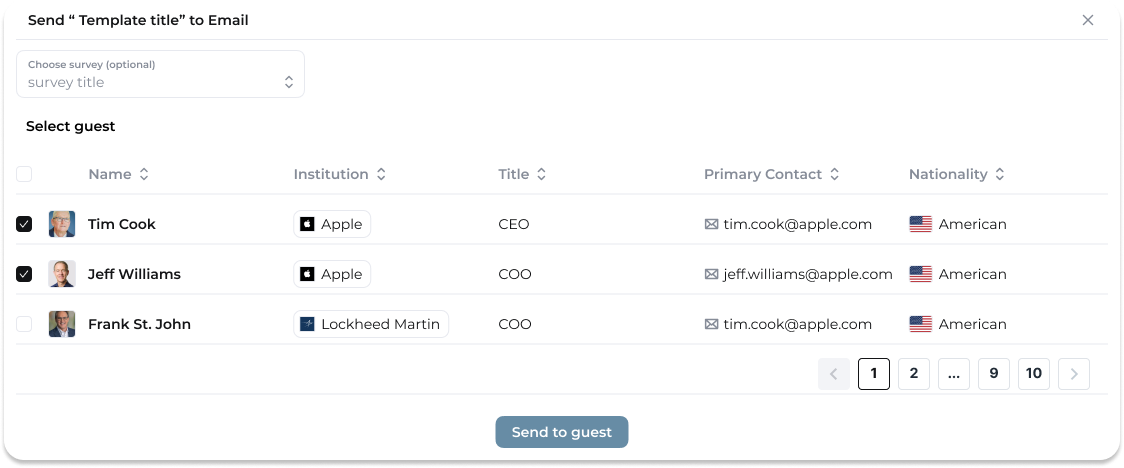 Send “ Template title” to Email
Choose survey (optional)
survey title
Select guest
Name Institution Title Primary Contact Nationality
Tim Cook Apple CEO tim.cook@apple.com American
Jeff Williams Apple COO jeff.williams@apple.com American
Frank St. John Lockheed Martin COO tim.cook@apple.com American
1 2 ... 9 10
Send to guest